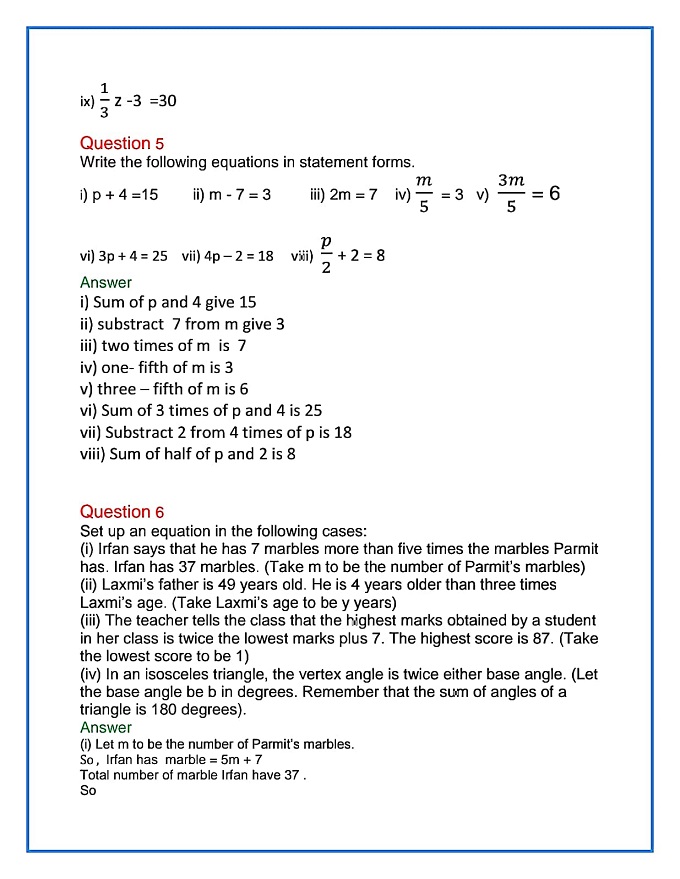 ix) 1/3 z -3 =30
Question 5
Write the following equations in statement forms.
i) p + 4 =15 ii) m - 7 = 3 iii) 2m = 7 iv) m/5 = 3 v) 3m/5 = 6
vi) 3p + 4 = 25 vii) 4p – 2 = 18 viii) p/2 + 2 = 8
Answer
i) Sum of p and 4 give 15
ii) substract 7 from m give 3
iii) two times of m is 7
iv) one- fifth of m is 3
v) three – fifth of m is 6
vi) Sum of 3 times of p and 4 is 25
vii) Substract 2 from 4 times of p is 18
viii) Sum of half of p and 2 is 8
Question 6
Set up an equation in the following cases:
(i) Irfan says that he has 7 marbles more than five times the marbles Parmit
has. Irfan has 37 marbles. (Take m to be the number of Parmit’s marbles)
(ii) Laxmi’s father is 49 years old. He is 4 years older than three times
Laxmi’s age. (Take Laxmi’s age to be y years)
(iii) The teacher tells the class that the highest marks obtained by a student
in her class is twice the lowest marks plus 7. The highest score is 87. (Take
the lowest score to be 1)
(iv) In an isosceles triangle, the vertex angle is twice either base angle. (Let
the base angle be b in degrees. Remember that the sum of angles of a
triangle is 180 degrees).
Answer
(i) Let m to be the number of Parmit's marbles.
So, Irfan has marble = 5m + 7
Total number of marble Irfan have 37 .
So